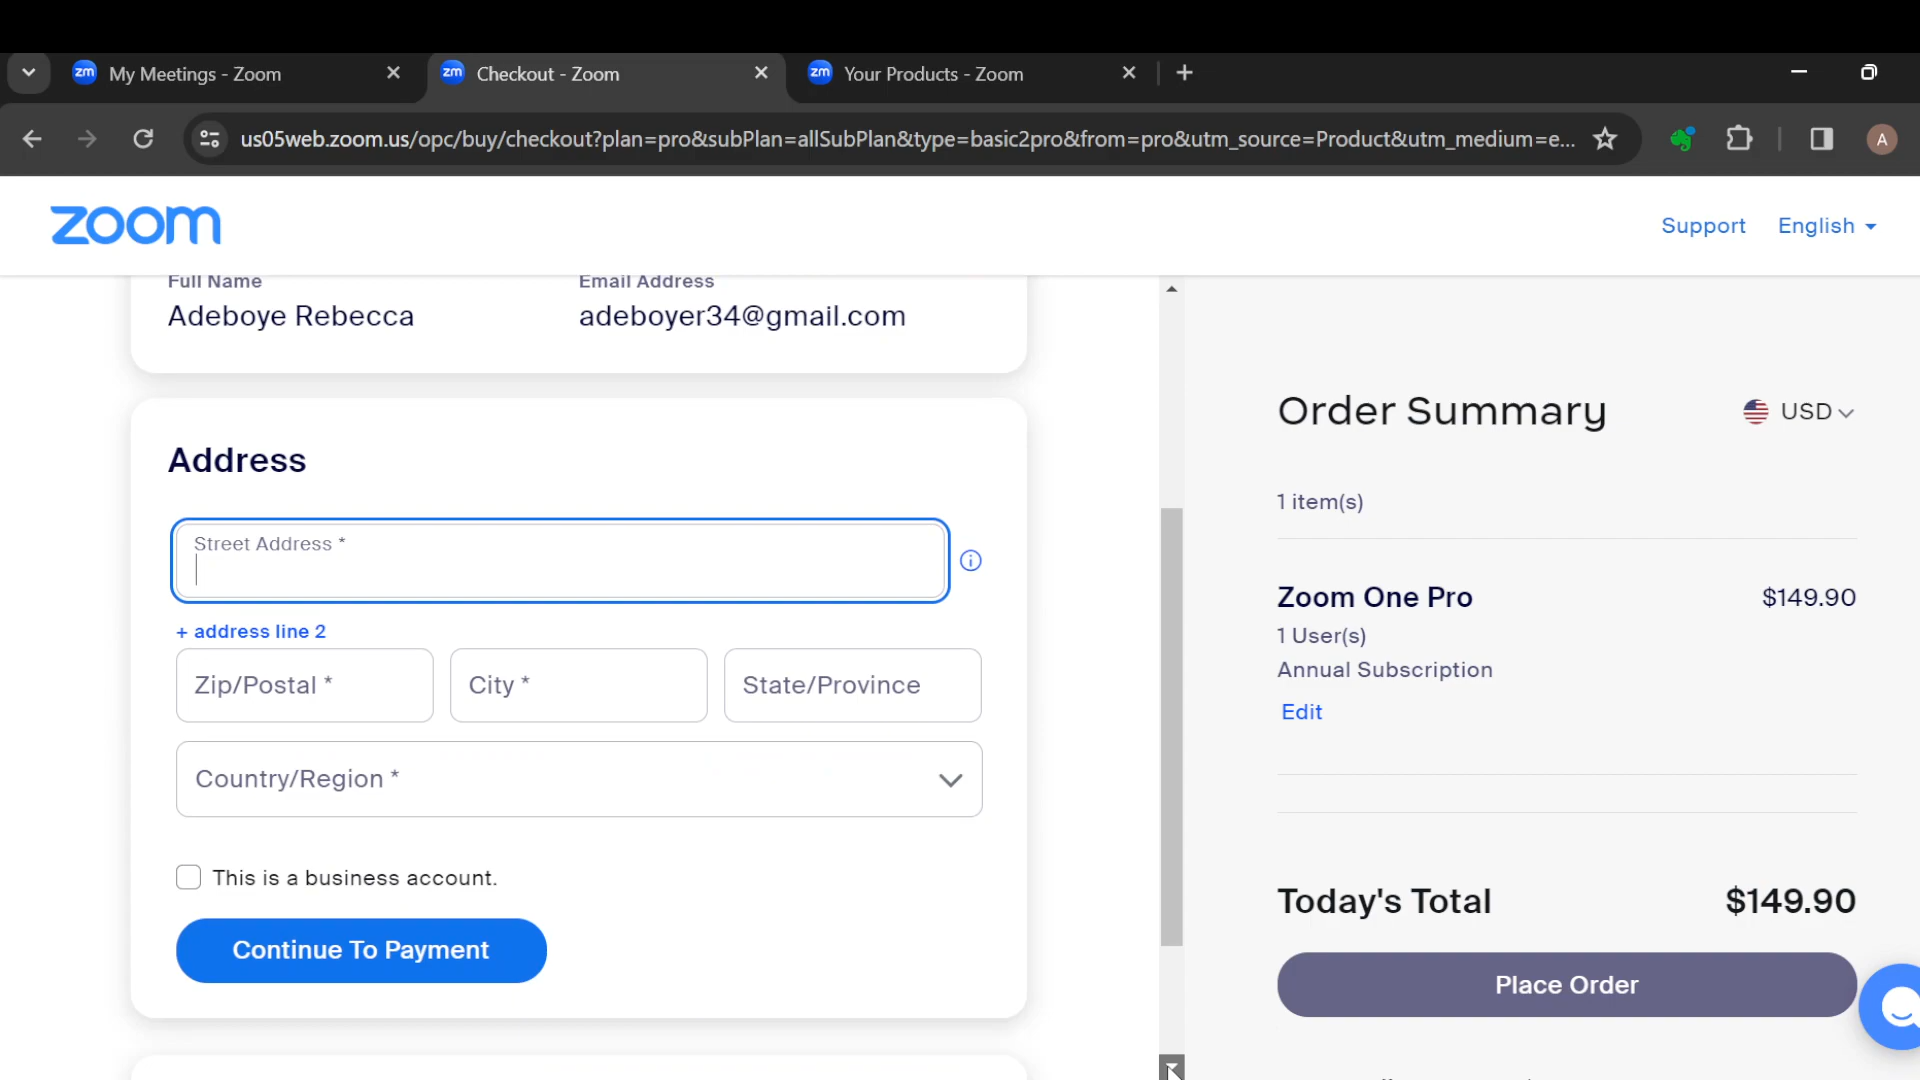 My Meetings - Zoom
Checkout - Zoom
Your Products - Zoom
us05web.zoom.us/opc/buy/checkout?plan=pro&subPlan=allSubPlan&type=basic2pro&from=pro&utm_source=Product&utm_medium=e...
A
zoom
Support
English
Full Name
Email Address
Adeboye Rebecca
adeboyer34@gmail.com
Address
Street Address *
+ address line 2
Zip/Postal *
City *
State/Province
Country/Region *
This is a business account.
Continue To Payment
Order Summary
USD
1 item(s)
Zoom One Pro
$149.90
1 User(s)
Annual Subscription
Edit
Today's Total
$149.90
Place Order